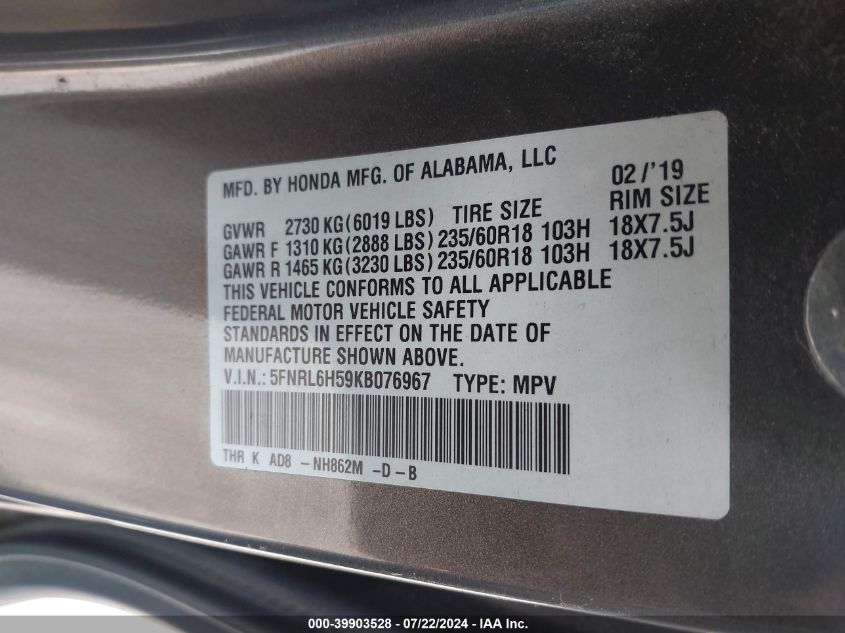 MFD. BY HONDA MFG. OF ALABAMA, LLC 02/'19
GVWR 2730 KG(6019 LBS) TIRE SIZE RIM SIZE
GAWR F 1310 KG(2888 LBS) 235/60R18 103H 18X7.5J
GAWR R 1465 KG(3230 LBS) 235/60R18 103H 18X7.5J
THIS VEHICLE CONFORMS TO ALL APPLICABLE
FEDERAL MOTOR VEHICLE SAFETY
STANDARDS IN EFFECT ON THE DATE OF
MANUFACTURE SHOWN ABOVE.
V.I.N.: 5FNRL6H59KB076967 TYPE: MPV
THR K AD8 -NH862M -D-B
000-39903528 - 07/22/2024 - IAA Inc.